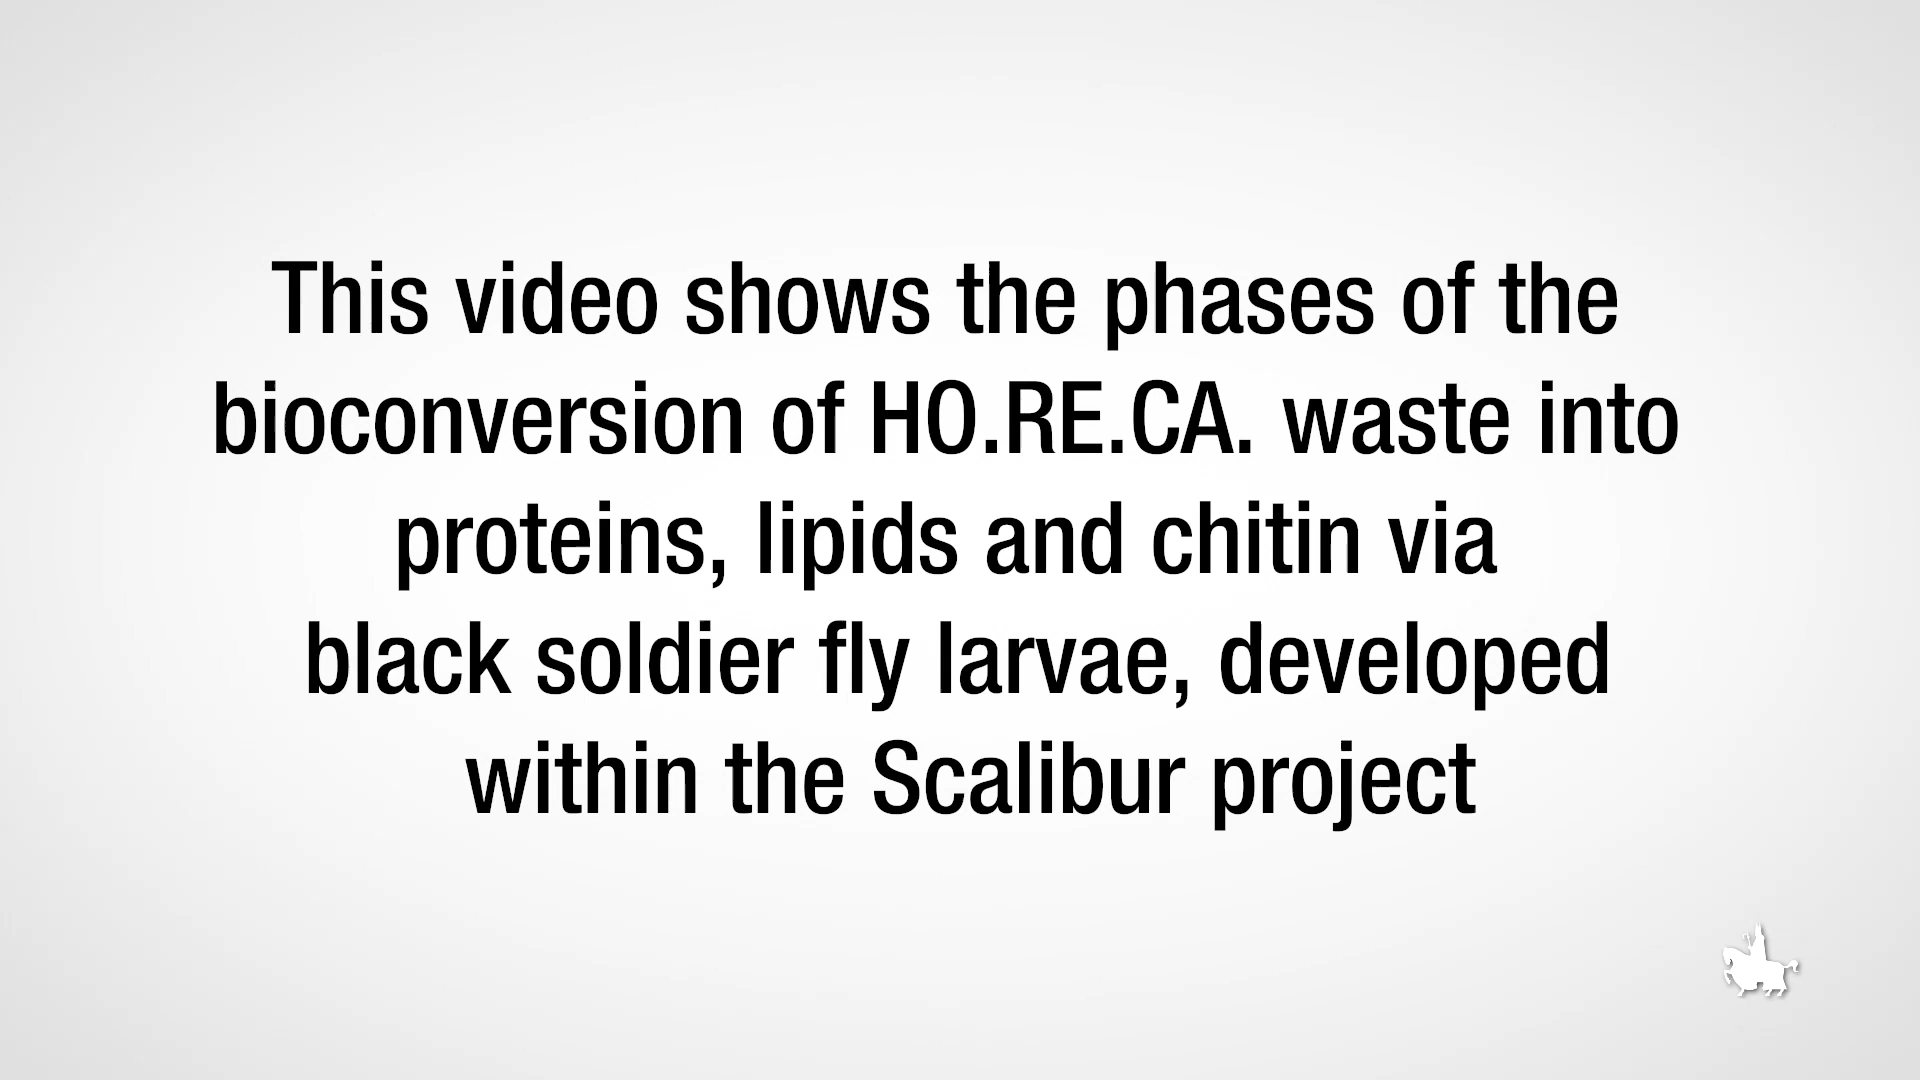 This video shows the phases of the
bioconversion of HO.RE.CA. waste into
proteins, lipids and chitin via
black soldier fly larvae, developed
within the Scalibur project